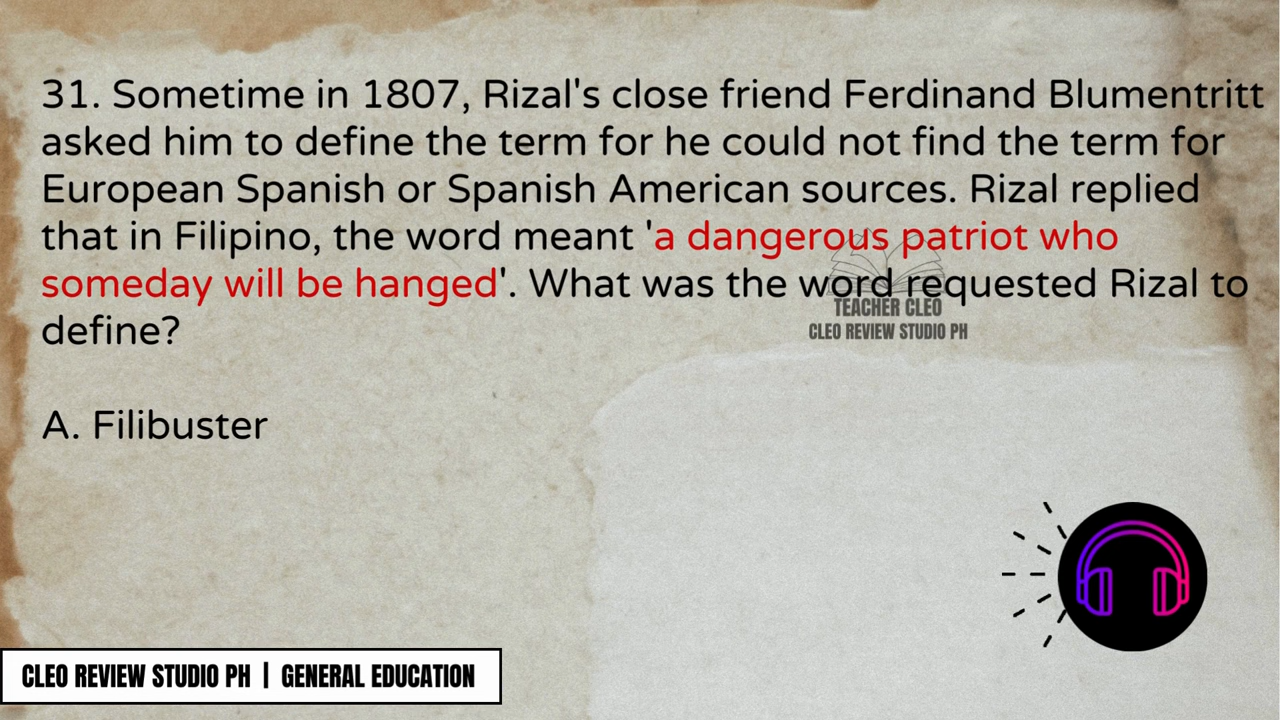 31. Sometime in 1807, Rizal's close friend Ferdinand Blumentritt
asked him to define the term for he could not find the term for
European Spanish or Spanish American sources. Rizal replied
that in Filipino, the word meant 'a dangerous patriot who
someday will be hanged'. What was the word requested Rizal to
define?
TEACHER CLEO
CLEO REVIEW STUDIO PH
A. Filibuster
CLEO REVIEW STUDIO PH | GENERAL EDUCATION